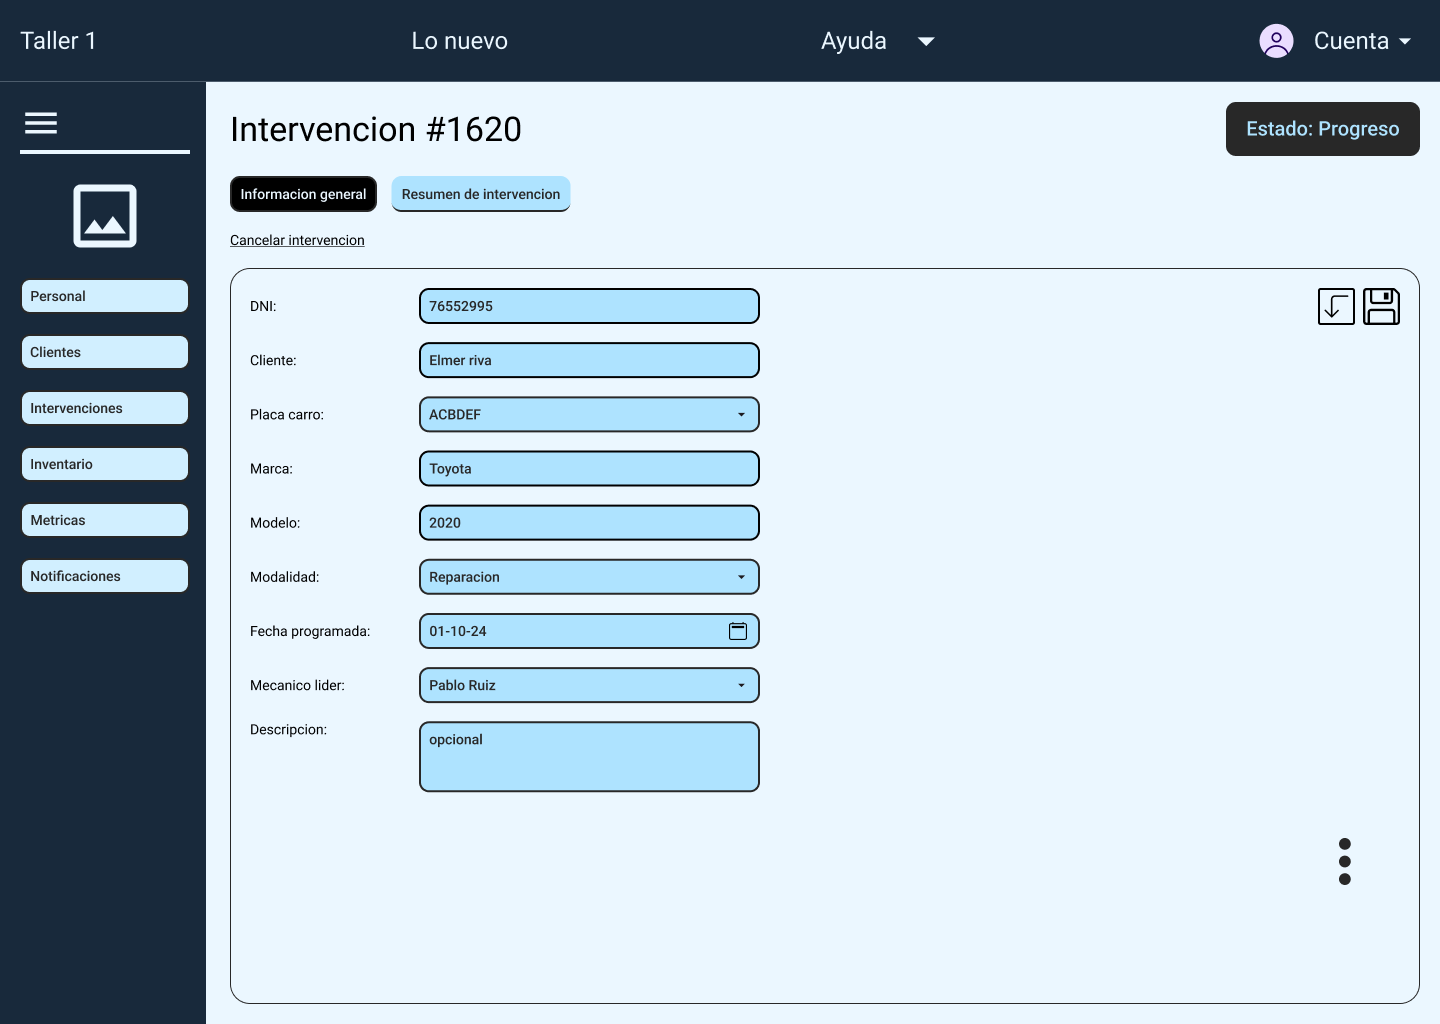 Taller 1
Lo nuevo
Ayuda
Cuenta
Intervencion #1620
Estado: Progreso
Informacion general
Resumen de intervencion
Cancelar intervencion
Personal
Clientes
Intervenciones
Inventario
Metricas
Notificaciones
DNI: 76552995
Cliente: Elmer riva
Placa carro: ACBDEF
Marca: Toyota
Modelo: 2020
Modalidad: Reparacion
Fecha programada: 01-10-24
Mecanico lider: Pablo Ruiz
Descripcion: opcional